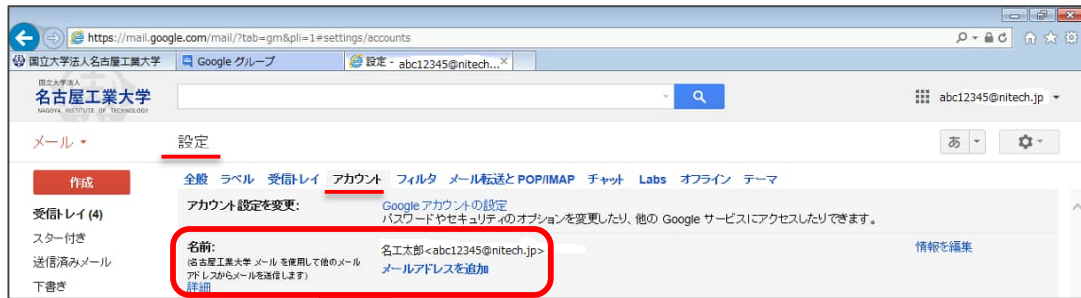 https://mail.google.com/mail/?tab=gm&pli=1#settings/accounts
国立大学法人名古屋工業大学 Google グループ 設定 - abc12345@nitech... ×
国立大学法人
名古屋工業大学
NAGOYA INSTITUTE OF TECHNOLOGY
abc12345@nitech.jp
メール 設定 あ
作成
全般 ラベル 受信トレイ アカウント フィルタ メール転送と POP/IMAP チャット Labs オフライン テーマ
アカウント設定を変更: Google アカウントの設定
パスワードやセキュリティのオプションを変更したり、他の Google サービスにアクセスしたりできます。
受信トレイ (4)
スター付き
送信済みメール
下書き
名前: 名工太郎<abc12345@nitech.jp> 情報を編集
(名古屋工業大学 メール を使用して他のメール
アドレスからメールを送信します) メールアドレスを追加
詳細